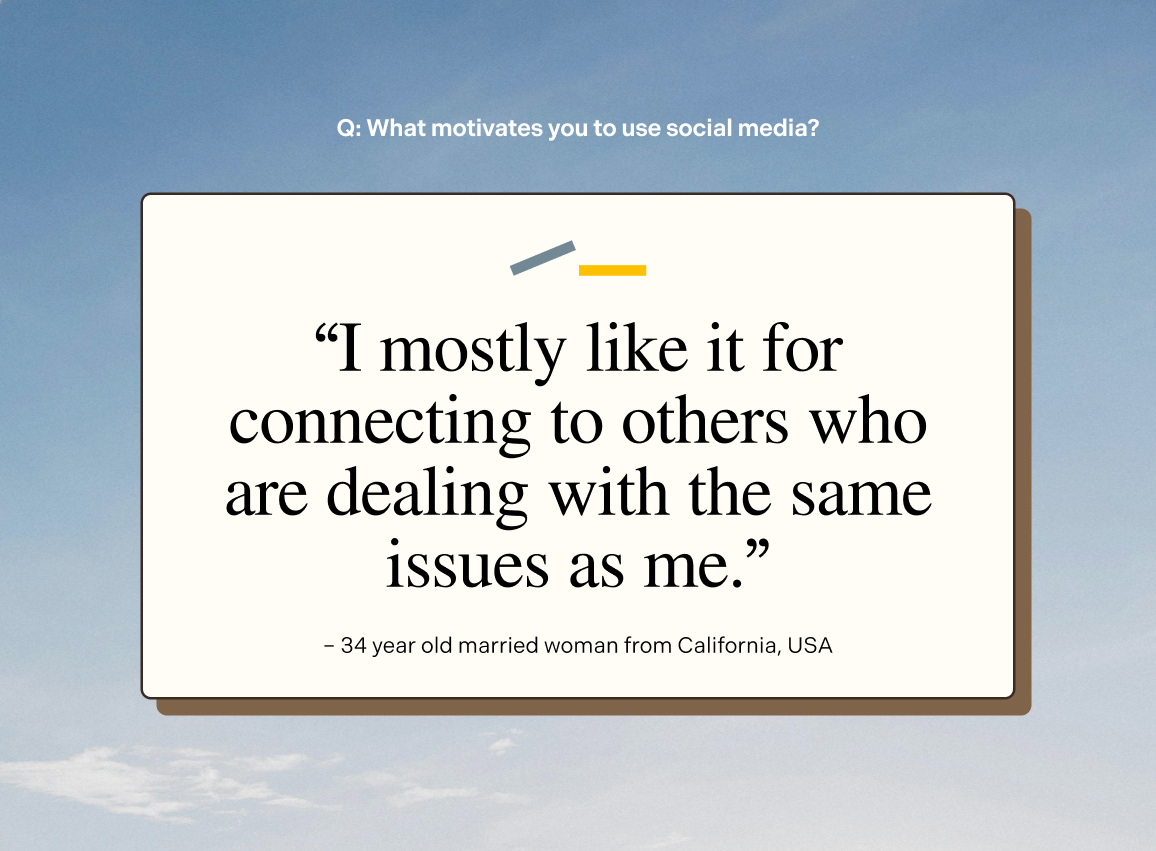 Q: What motivates you to use social media?
“I mostly like it for
connecting to others who
are dealing with the same
issues as me.”
– 34 year old married woman from California, USA